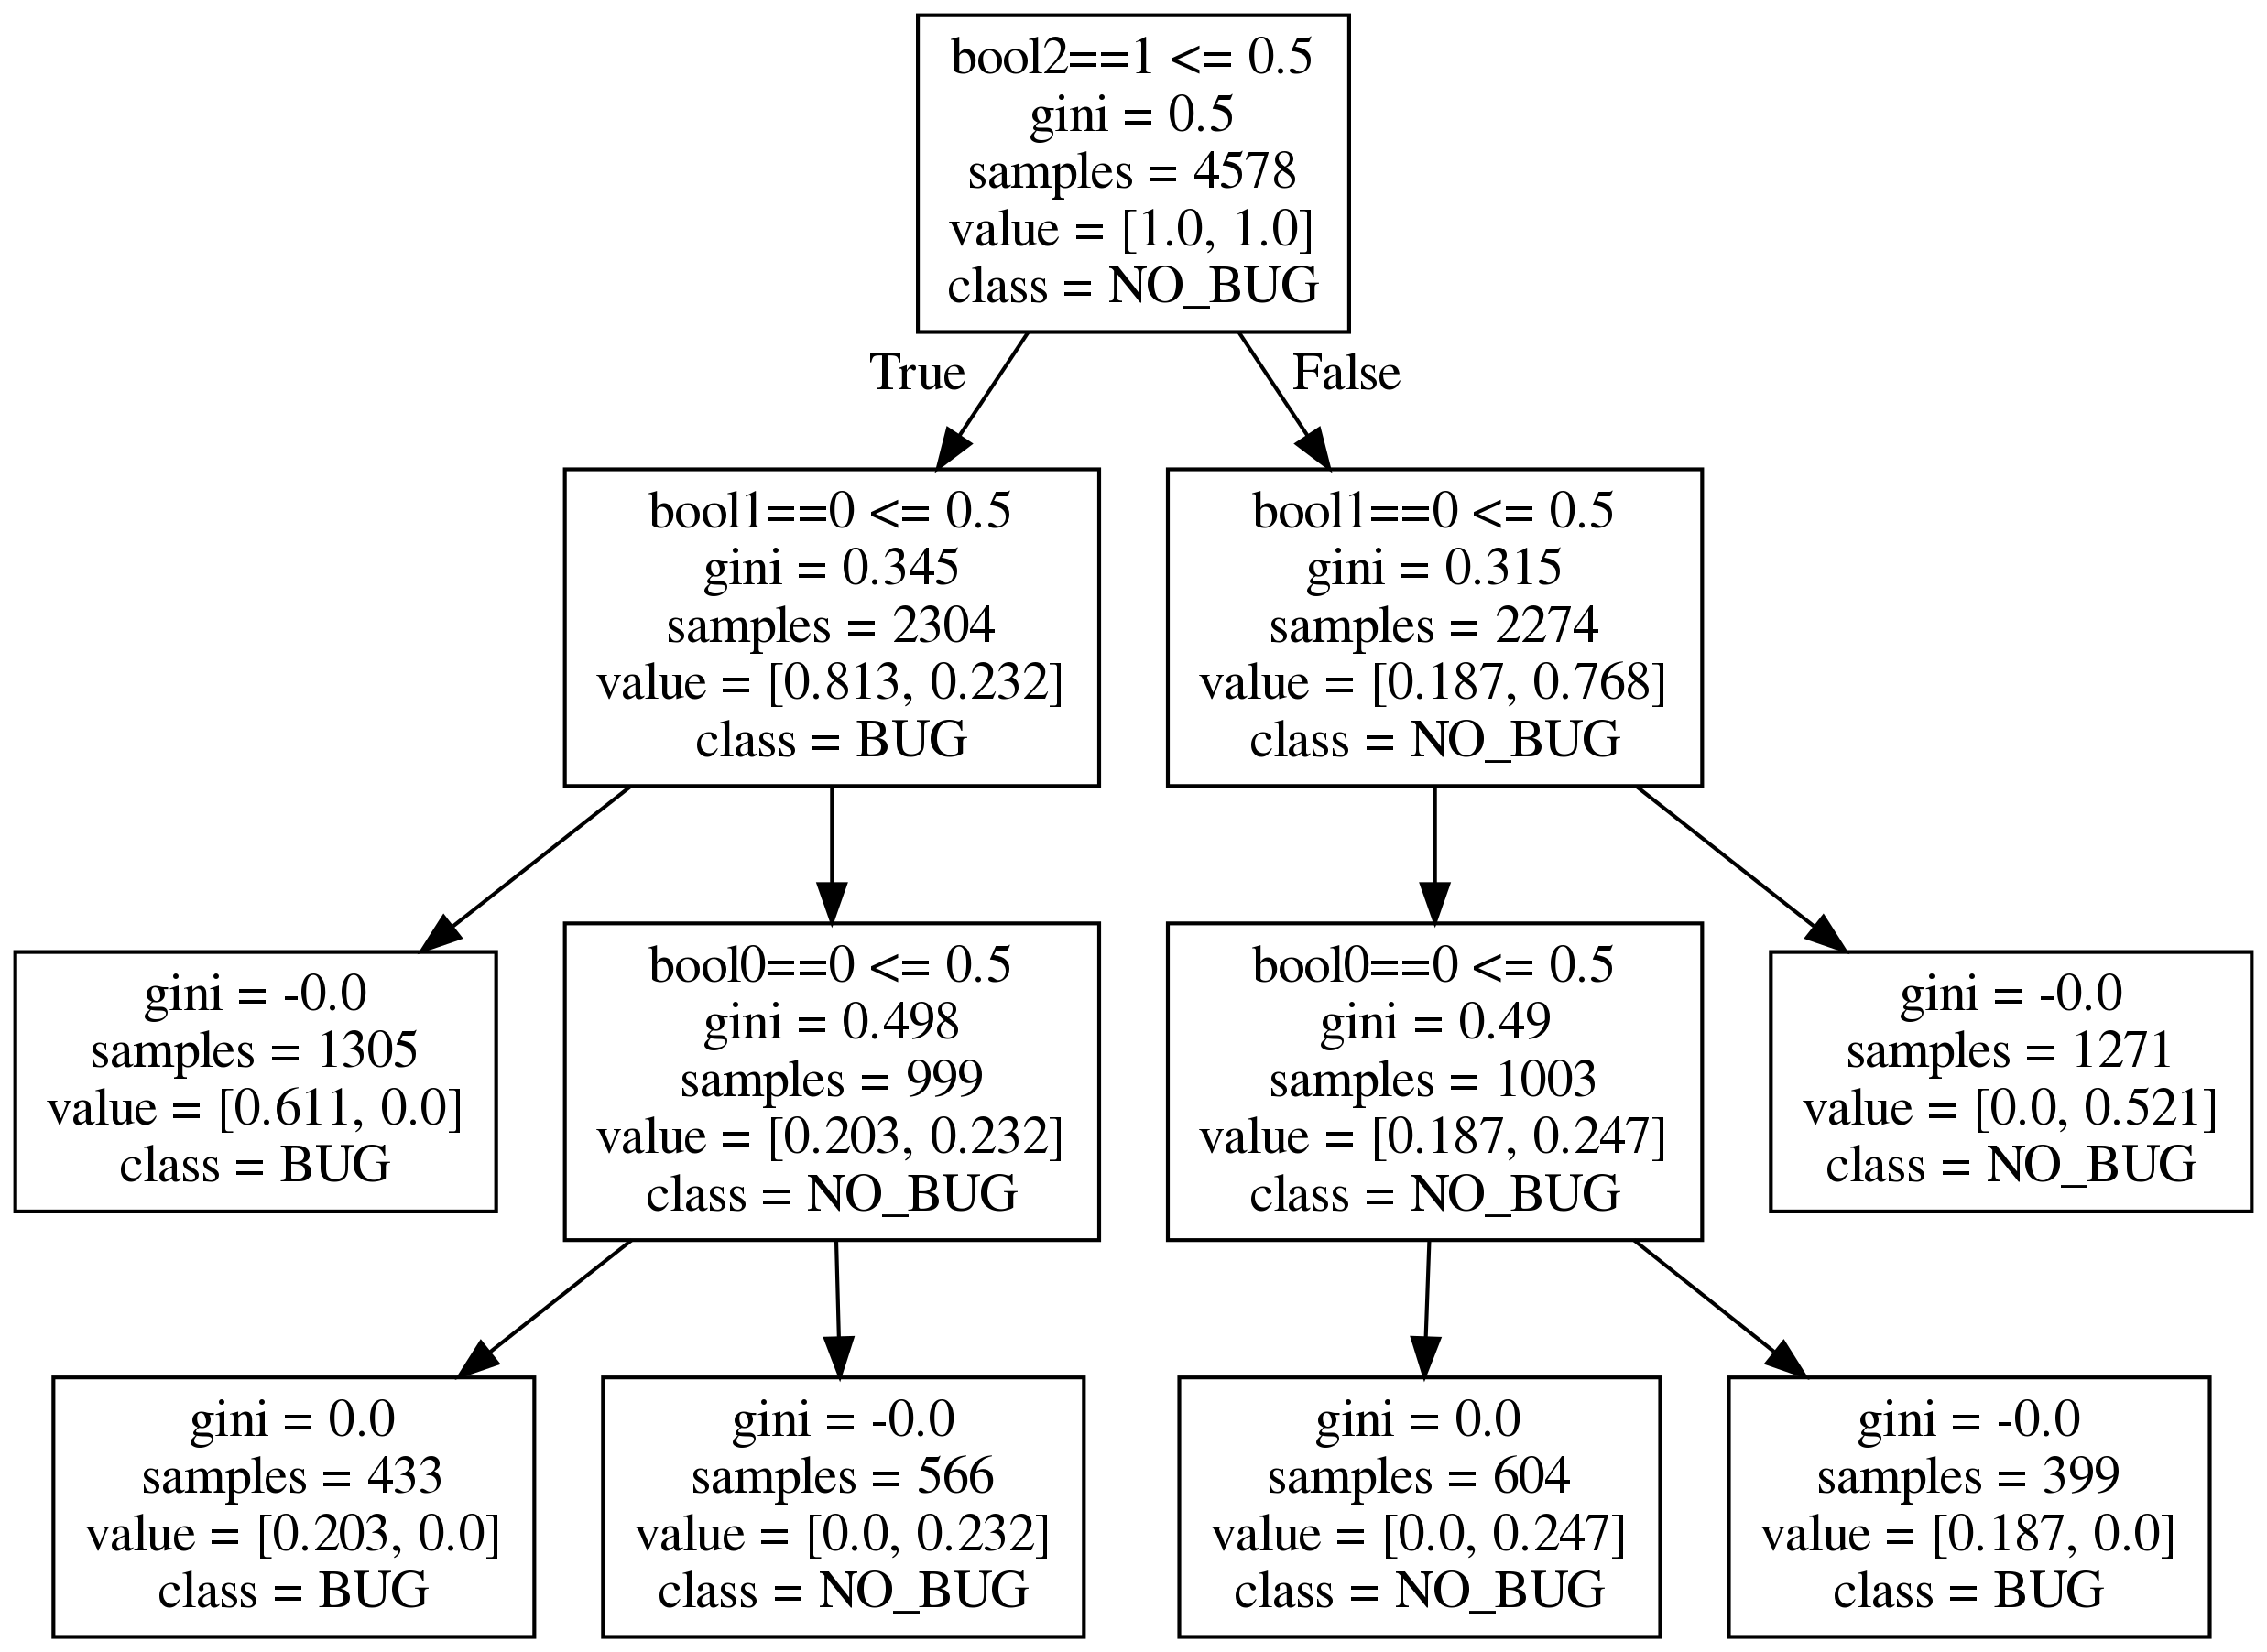 bool2==1 <= 0.5
gini = 0.5
samples = 4578
value = [1.0, 1.0]
class = NO_BUG
True
False
bool1==0 <= 0.5
gini = 0.345
samples = 2304
value = [0.813, 0.232]
class = BUG
bool1==0 <= 0.5
gini = 0.315
samples = 2274
value = [0.187, 0.768]
class = NO_BUG
gini = -0.0
samples = 1305
value = [0.611, 0.0]
class = BUG
bool0==0 <= 0.5
gini = 0.498
samples = 999
value = [0.203, 0.232]
class = NO_BUG
bool0==0 <= 0.5
gini = 0.49
samples = 1003
value = [0.187, 0.247]
class = NO_BUG
gini = -0.0
samples = 1271
value = [0.0, 0.521]
class = NO_BUG
gini = 0.0
samples = 433
value = [0.203, 0.0]
class = BUG
gini = -0.0
samples = 566
value = [0.0, 0.232]
class = NO_BUG
gini = 0.0
samples = 604
value = [0.0, 0.247]
class = NO_BUG
gini = -0.0
samples = 399
value = [0.187, 0.0]
class = BUG